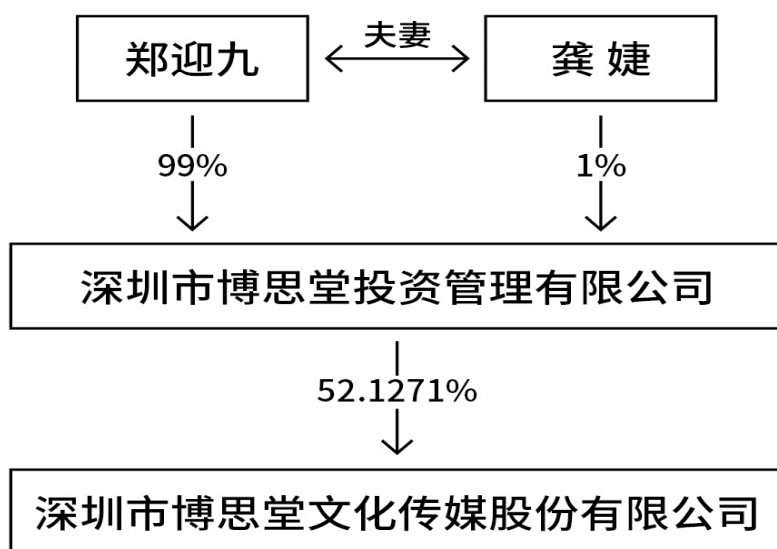 夫妻
郑迎九
龚 婕
99%
1%
深圳市博思堂投资管理有限公司
52.1271%
深圳市博思堂文化传媒股份有限公司